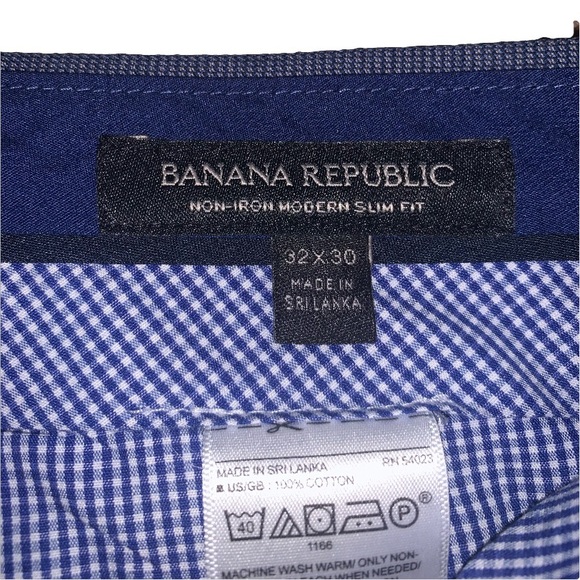 BANANA REPUBLIC
NON-IRON MODERN SLIM FIT
32X30
MADE IN
SRI LANKA
MADE IN SRI LANKA RN 54023
US/GB : 100% COTTON
40 P
1166
MACHINE WASH WARM/ ONLY NON-